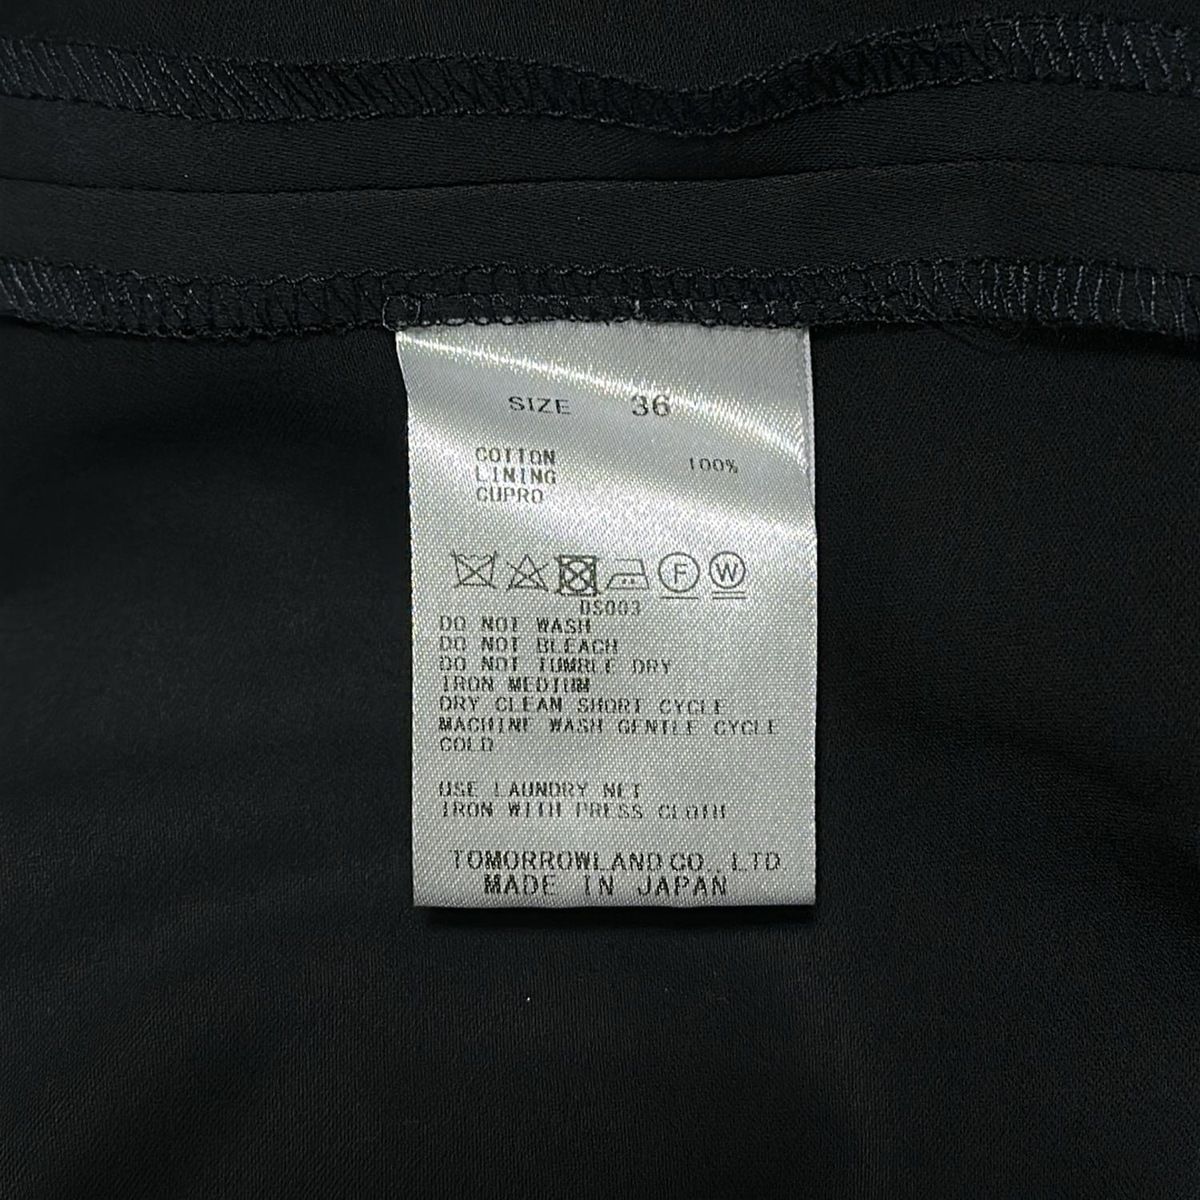 SIZE 36
COTTON 100%
LINING
CUPRO
F W
DS003
DO NOT WASH
DO NOT BLEACH
DO NOT TUMBLE DRY
IRON MEDIUM
DRY CLEAN SHORT CYCLE
MACHINE WASH GENTLE CYCLE
COLD
USE LAUNDRY NET
IRON WITH PRESS CLOTH
TOMORROWLAND CO., LTD
MADE IN JAPAN